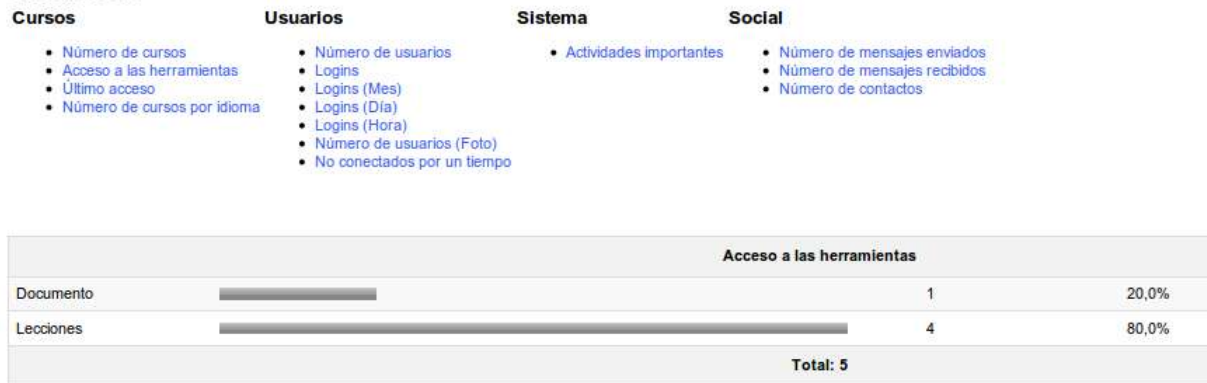 Cursos
Número de cursos
Acceso a las herramientas
Último acceso
Número de cursos por idioma
Usuarios
Número de usuarios
Logins
Logins (Mes)
Logins (Día)
Logins (Hora)
Número de usuarios (Foto)
No conectados por un tiempo
Sistema
Actividades importantes
Social
Número de mensajes enviados
Número de mensajes recibidos
Número de contactos
Acceso a las herramientas
Documento 1 20,0%
Lecciones 4 80,0%
Total: 5